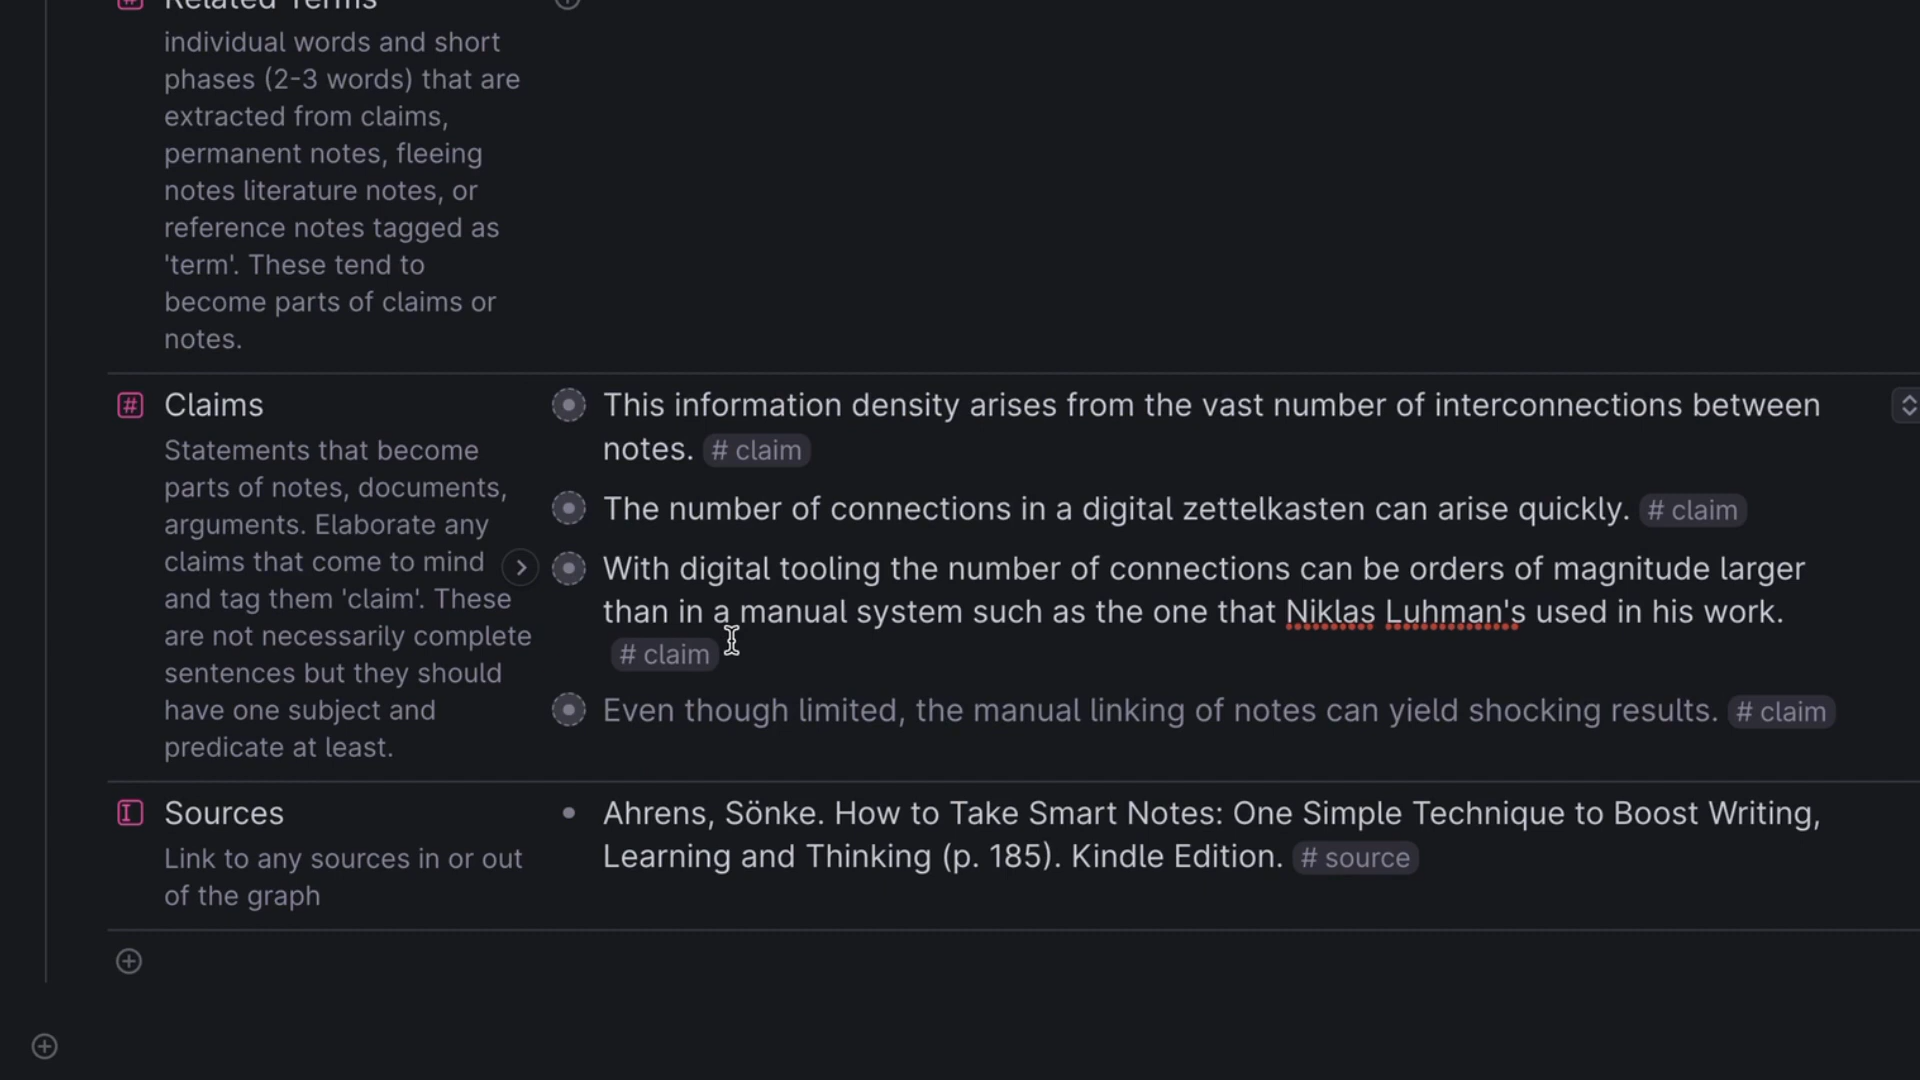 Related Terms
individual words and short
phases (2-3 words) that are
extracted from claims,
permanent notes, fleeing
notes literature notes, or
reference notes tagged as
'term'. These tend to
become parts of claims or
notes.
Claims
Statements that become
parts of notes, documents,
arguments. Elaborate any
claims that come to mind
and tag them 'claim'. These
are not necessarily complete
sentences but they should
have one subject and
predicate at least.
This information density arises from the vast number of interconnections between
notes. # claim
The number of connections in a digital zettelkasten can arise quickly. # claim
With digital tooling the number of connections can be orders of magnitude larger
than in a manual system such as the one that Niklas Luhman's used in his work.
# claim
Even though limited, the manual linking of notes can yield shocking results. # claim
Sources
Link to any sources in or out
of the graph
Ahrens, Sönke. How to Take Smart Notes: One Simple Technique to Boost Writing,
Learning and Thinking (p. 185). Kindle Edition. # source